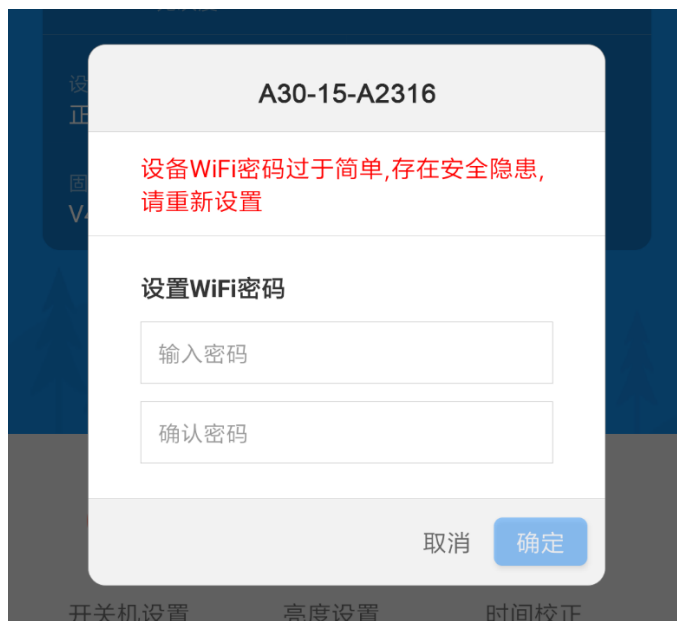 设
正
固
A30-15-A2316
设备WiFi密码过于简单,存在安全隐患,
请重新设置
设置WiFi密码
输入密码
确认密码
取消 确定
开关机设置 亮度设置 时间校正